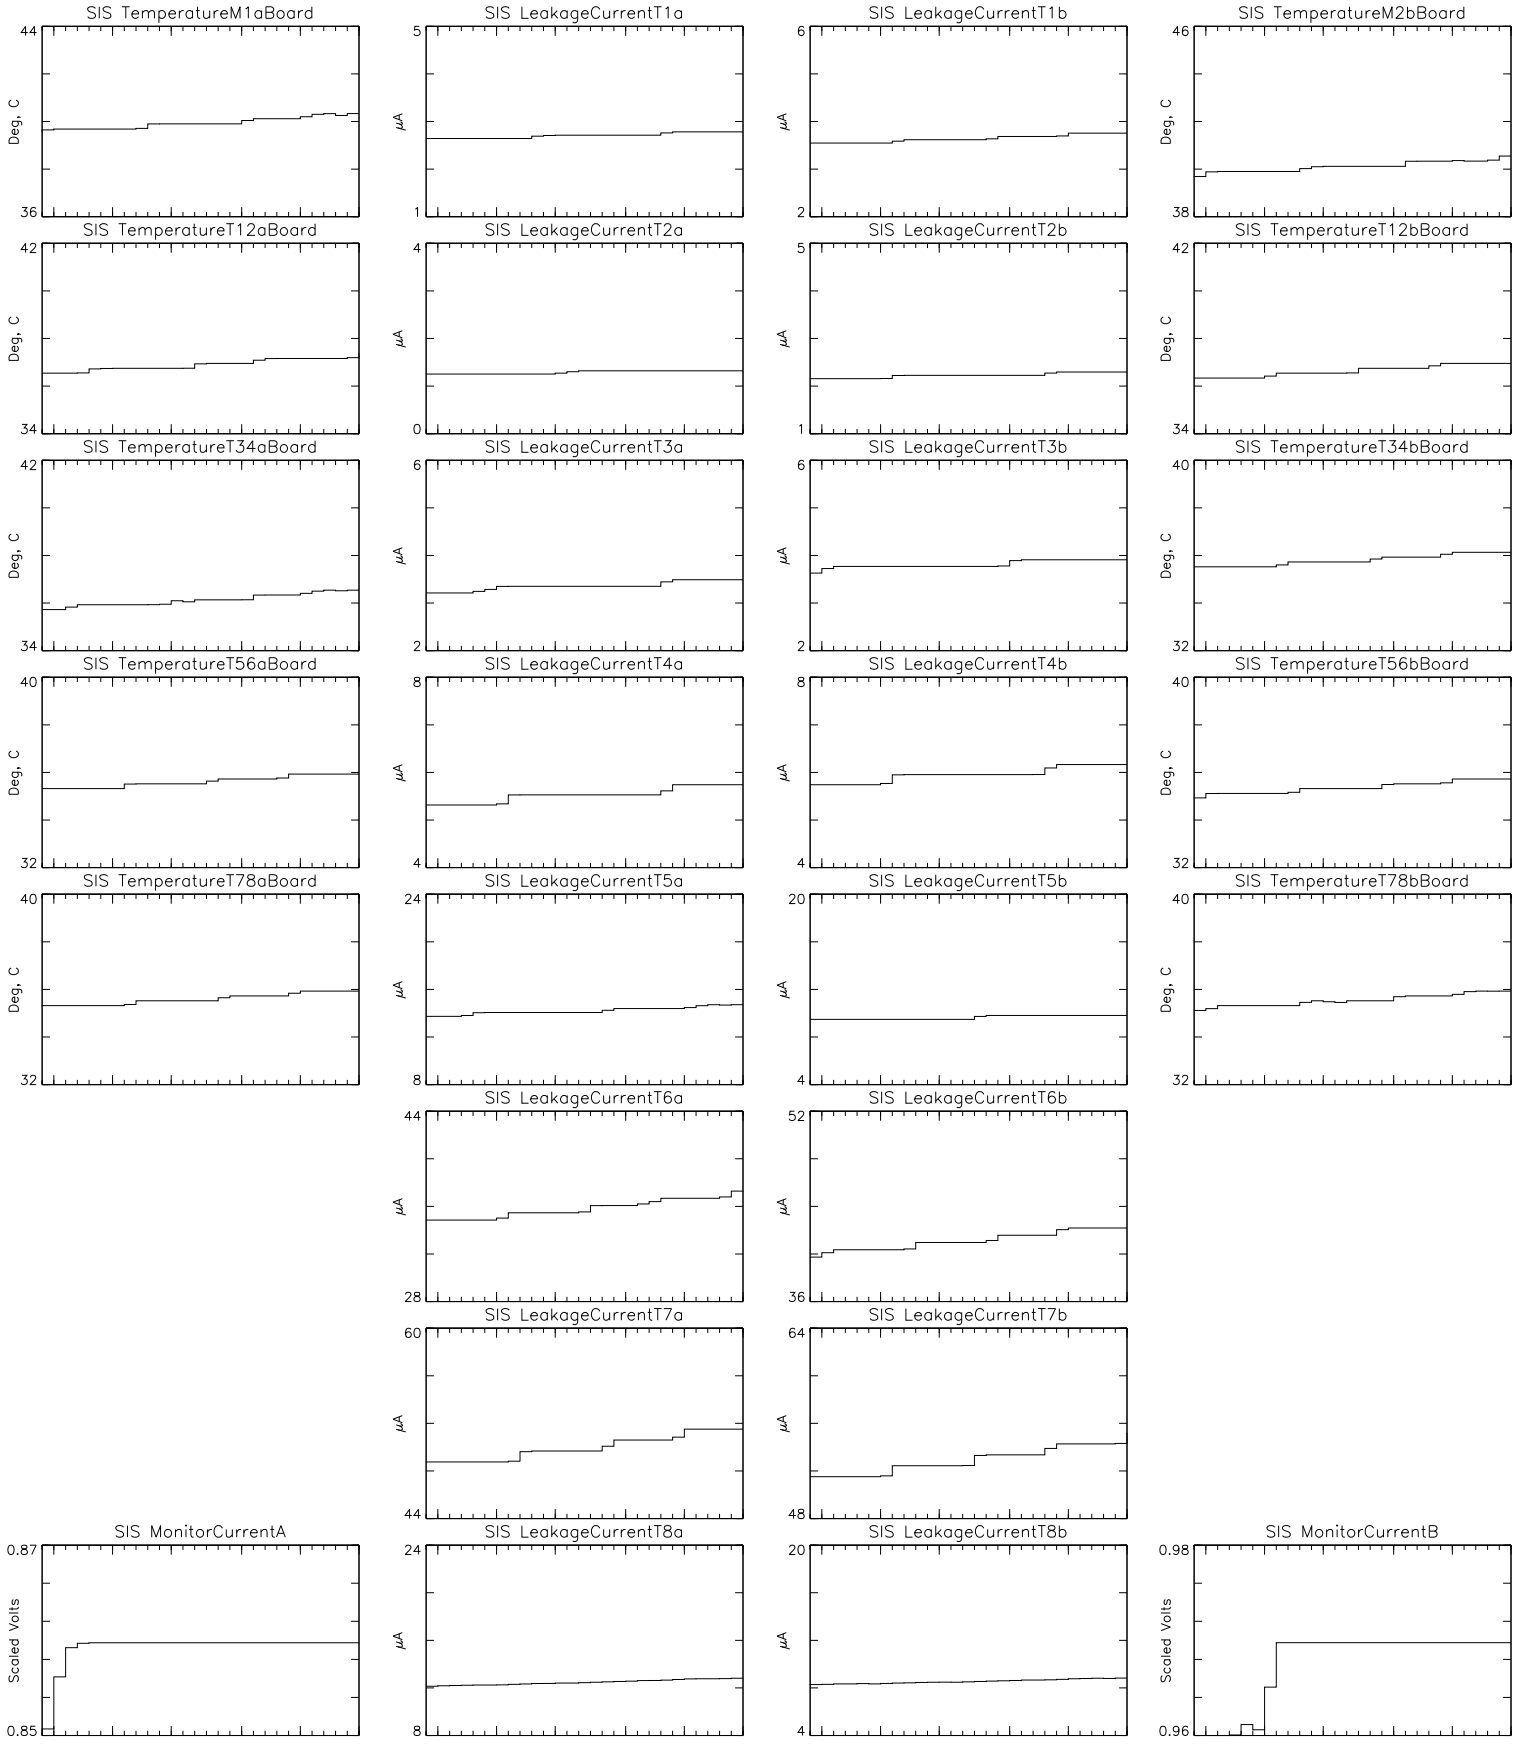 SIS TemperatureM1aBoard
44
Deg, C
36
SIS LeakageCurrentT1a
5
µA
1
SIS LeakageCurrentT1b
6
µA
2
SIS TemperatureM2bBoard
46
Deg, C
38
SIS TemperatureT12aBoard
42
Deg, C
34
SIS LeakageCurrentT2a
4
µA
0
SIS LeakageCurrentT2b
5
µA
1
SIS TemperatureT12bBoard
42
Deg, C
34
SIS TemperatureT34aBoard
42
Deg, C
34
SIS LeakageCurrentT3a
6
µA
2
SIS LeakageCurrentT3b
6
µA
2
SIS TemperatureT34bBoard
40
Deg, C
32
SIS TemperatureT56aBoard
40
Deg, C
32
SIS LeakageCurrentT4a
8
µA
4
SIS LeakageCurrentT4b
8
µA
4
SIS TemperatureT56bBoard
40
Deg, C
32
SIS TemperatureT78aBoard
40
Deg, C
32
SIS LeakageCurrentT5a
24
µA
8
SIS LeakageCurrentT5b
20
µA
4
SIS TemperatureT78bBoard
40
Deg, C
32
SIS LeakageCurrentT6a
44
µA
28
SIS LeakageCurrentT6b
52
µA
36
SIS LeakageCurrentT7a
60
µA
44
SIS LeakageCurrentT7b
64
µA
48
SIS MonitorCurrentA
0.87
Scaled Volts
0.85
SIS LeakageCurrentT8a
24
µA
8
SIS LeakageCurrentT8b
20
µA
4
SIS MonitorCurrentB
0.98
Scaled Volts
0.96